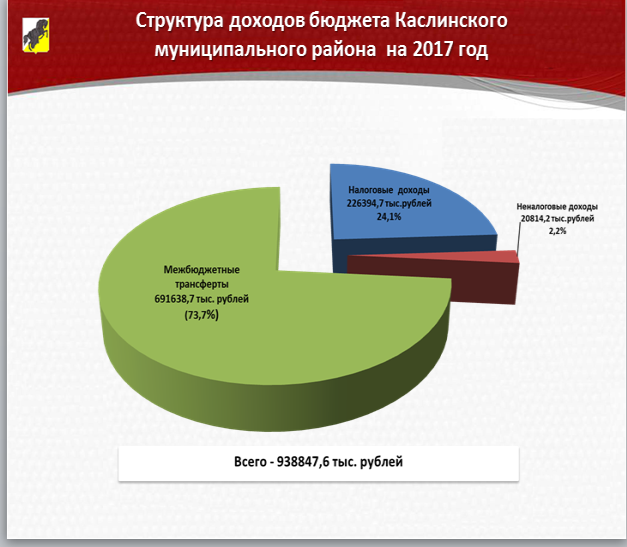 Структура доходов бюджета Каслинского
муниципального района на 2017 год
Налоговые доходы
226394,7 тыс.рублей
24,1%
Неналоговые доходы
20814,2 тыс.рублей
2,2%
Межбюджетные
трансферты
691638,7 тыс. рублей
(73,7%)
Всего - 938847,6 тыс. рублей